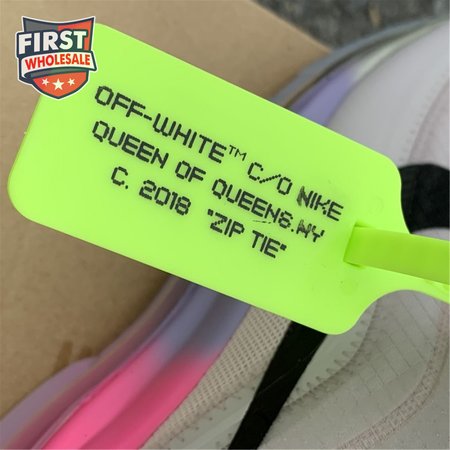 FIRST
WHOLESALE
OFF-WHITE™ C/O NIKE
QUEEN OF QUEENS.NY
C. 2018 "ZIP TIE"